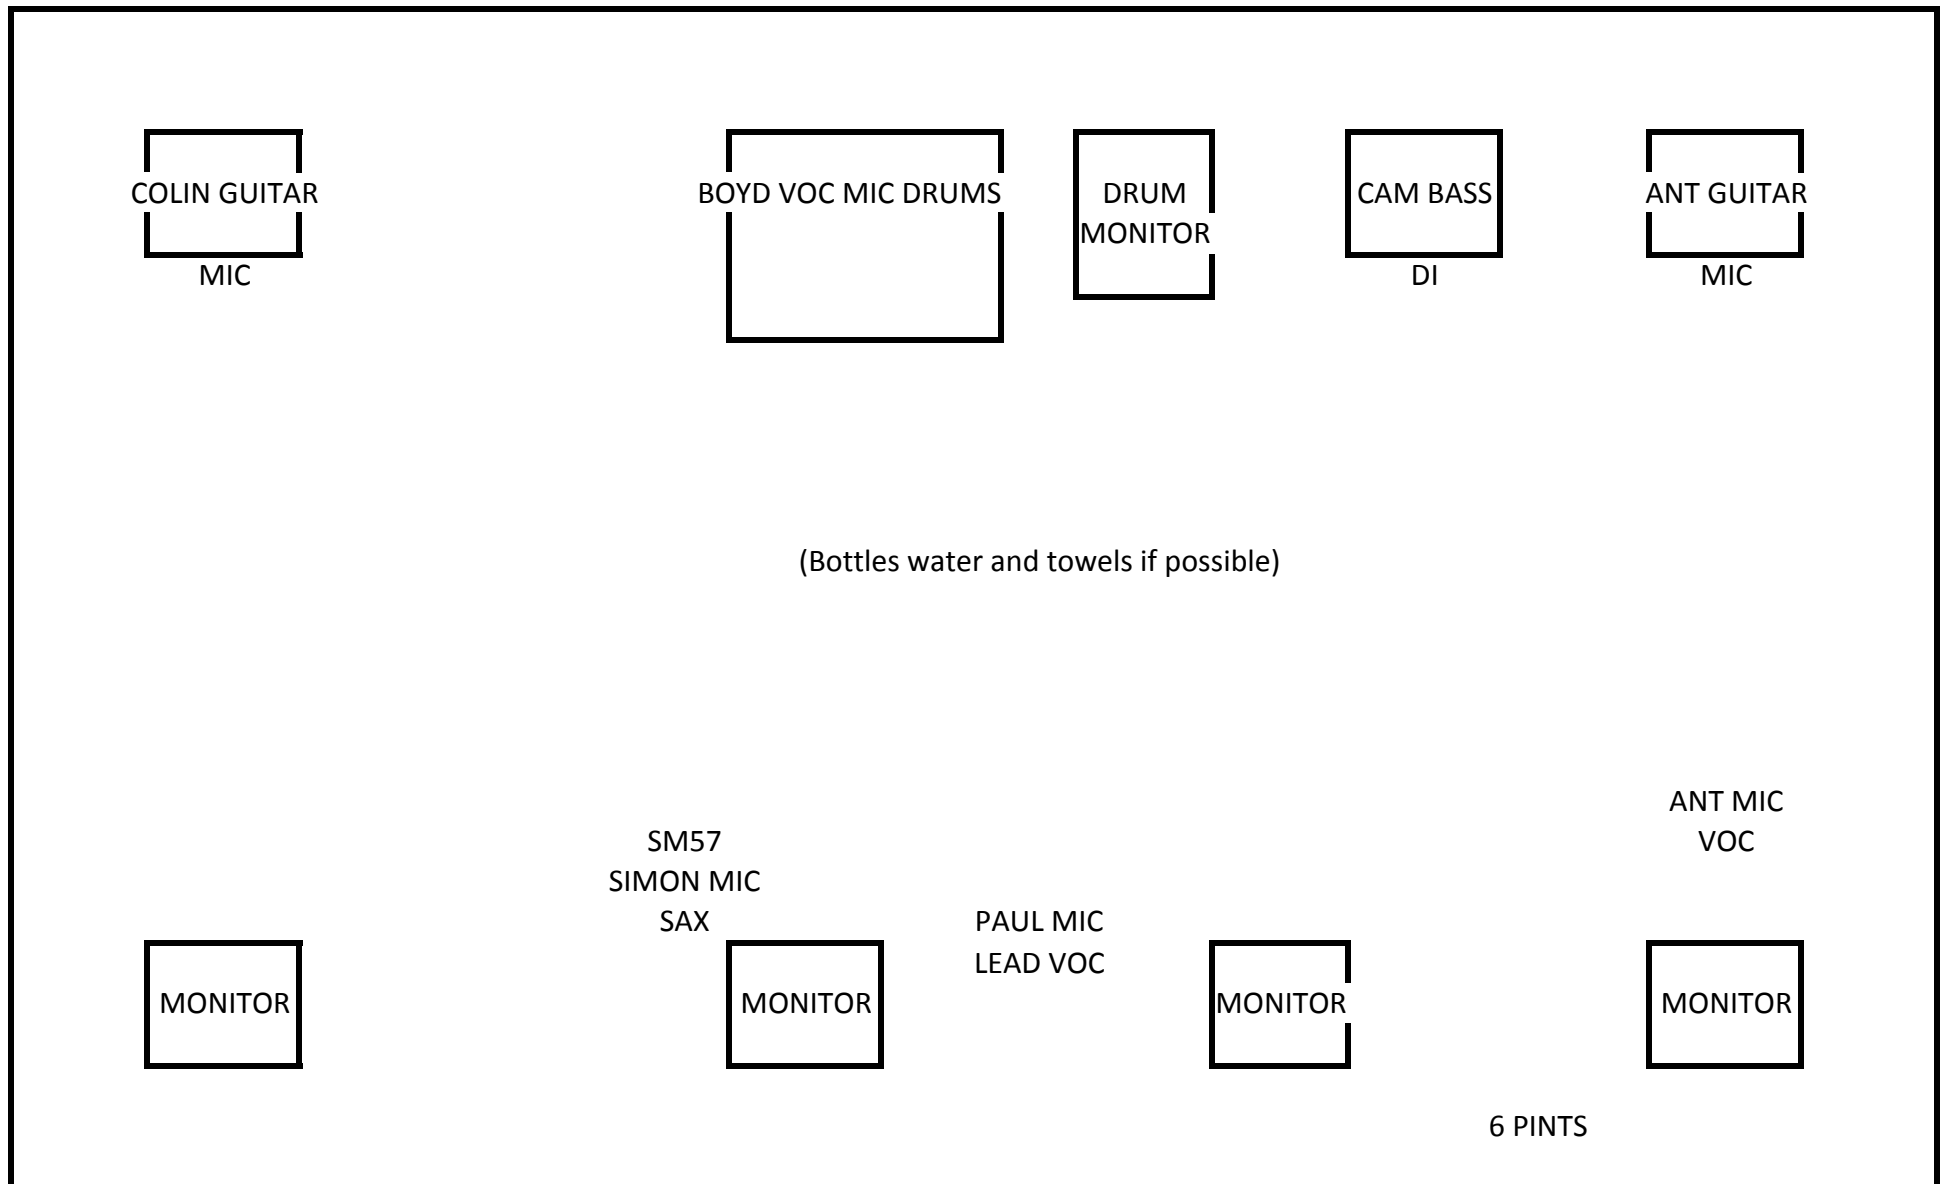 COLIN GUITAR
MIC
BOYD VOC MIC DRUMS
DRUM
MONITOR
CAM BASS
DI
ANT GUITAR
MIC
(Bottles water and towels if possible)
ANT MIC
VOC
SM57
SIMON MIC
SAX
PAUL MIC
LEAD VOC
MONITOR
MONITOR
MONITOR
MONITOR
6 PINTS